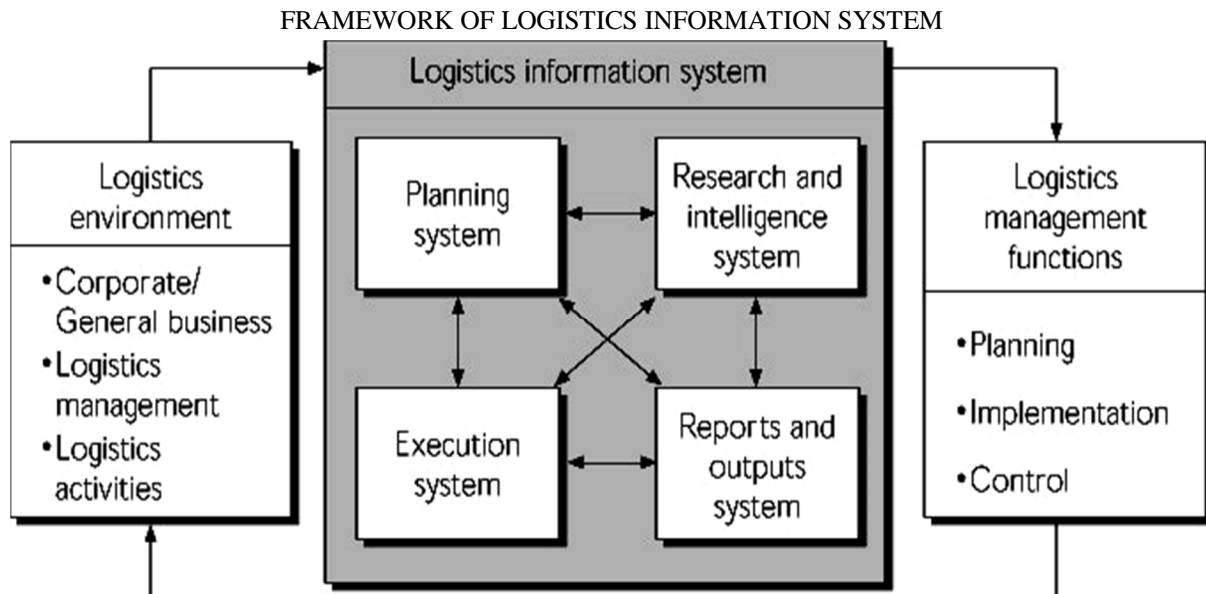 FRAMEWORK OF LOGISTICS INFORMATION SYSTEM
Logistics information system
Logistics
environment
•Corporate/
General business
•Logistics
management
•Logistics
activities
Planning
system
Research and
intelligence
system
Execution
system
Reports and
outputs
system
Logistics
management
functions
•Planning
•Implementation
•Control